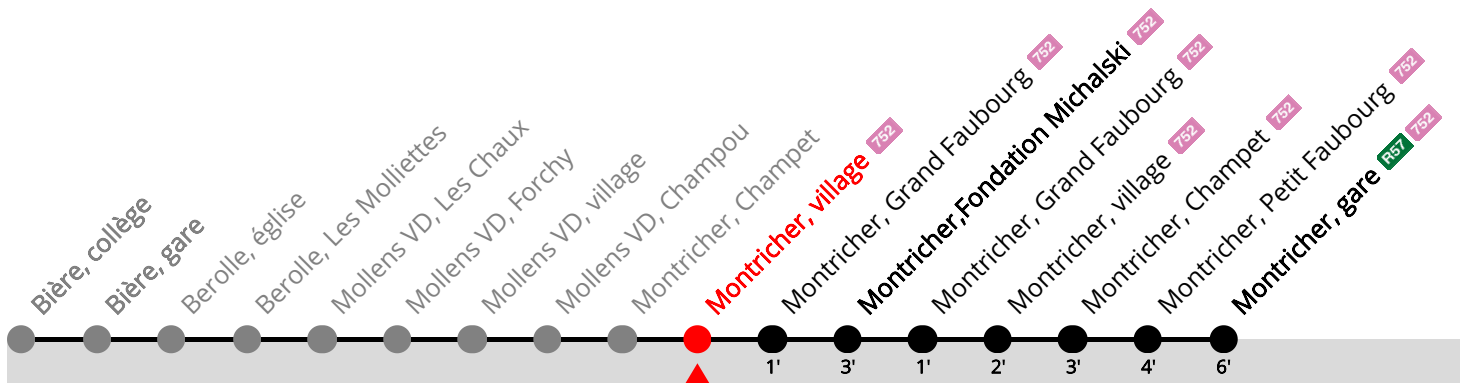 Bière, collège
Bière, gare
Berolle, église
Berolle, Les Molliettes
Mollens VD, Les Chaux
Mollens VD, Forchy
Mollens VD, village
Mollens VD, Champou
Montricher, Champet
Montricher, village 752
Montricher, Grand Faubourg 752
Montricher,Fondation Michalski 752
Montricher, Grand Faubourg 752
Montricher, village 752
Montricher, Champet 752
Montricher, Petit Faubourg 752
Montricher, gare R57 752
1' 3' 1' 2' 3' 4' 6'